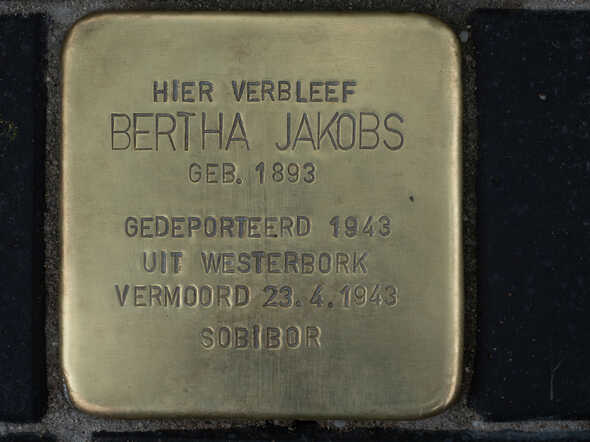 HIER VERBLEEF
BERTHA JAKOBS
GEB. 1893
GEDEPORTEERD 1943
UIT WESTERBORK
VERMOORD 23.4.1943
SOBIBOR